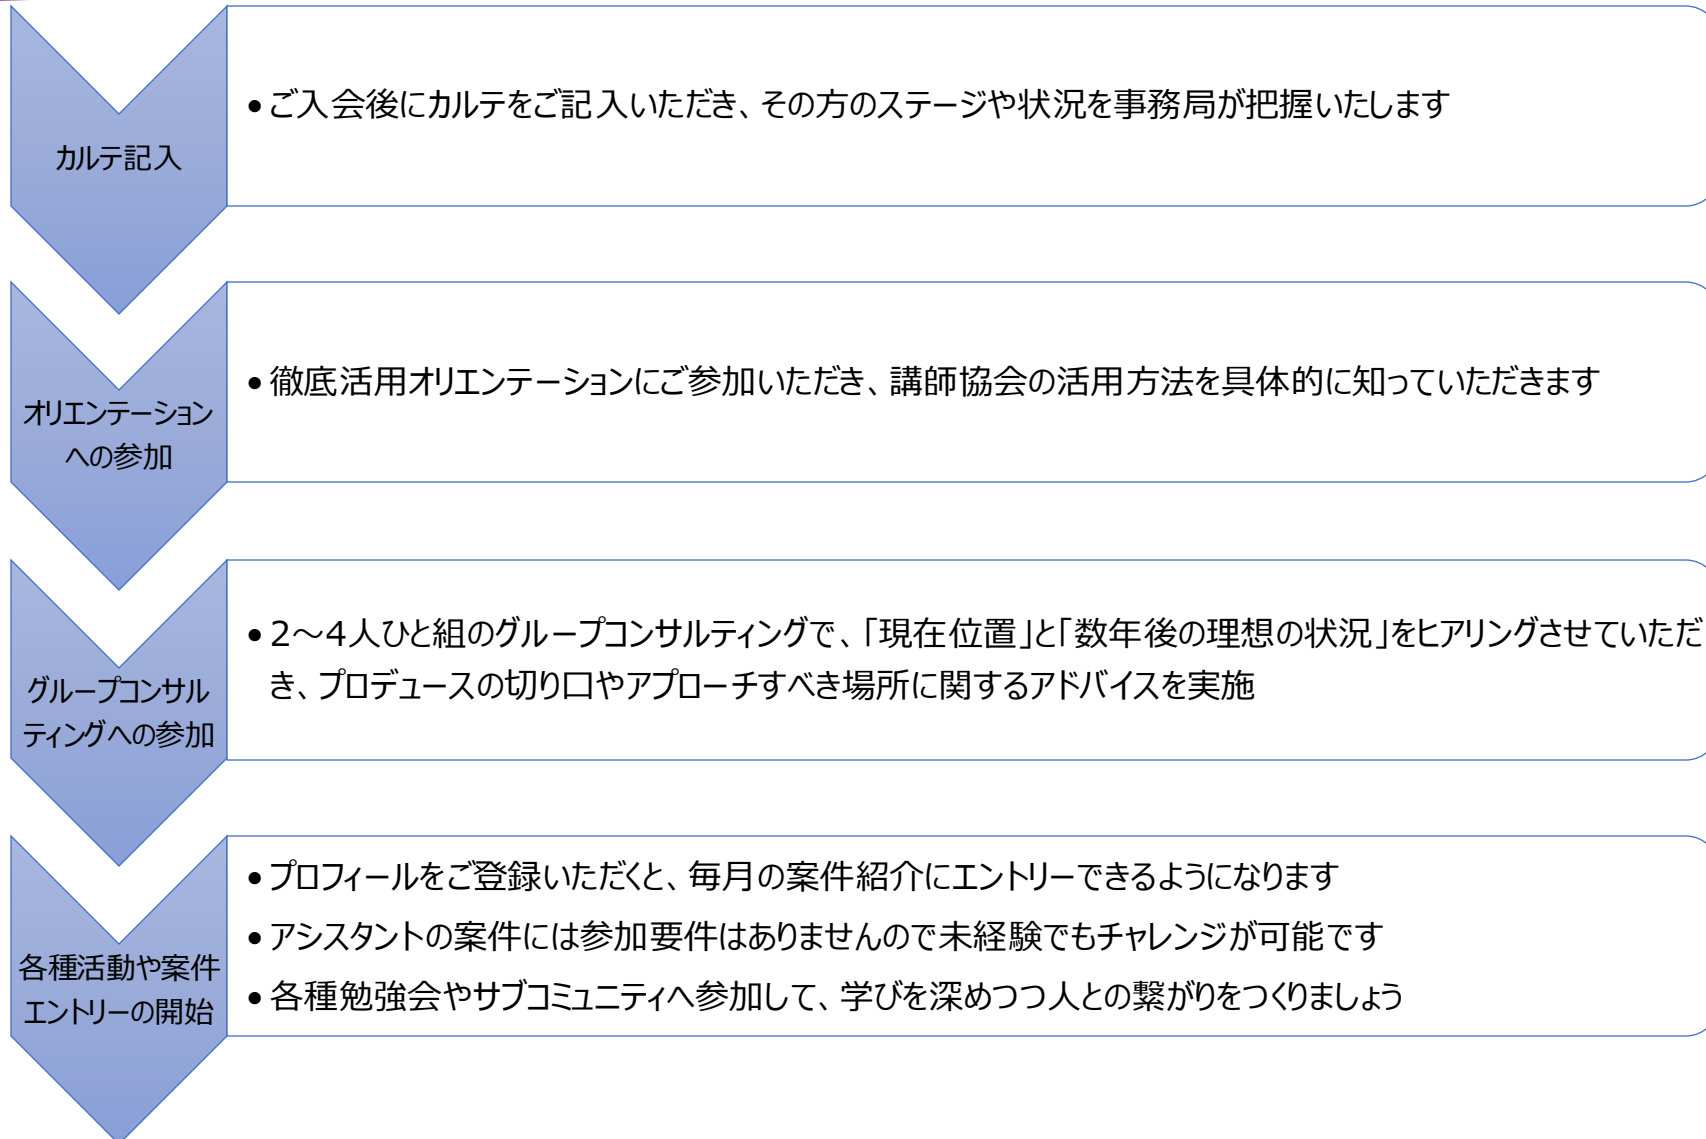 カルテ記入
•ご入会後にカルテをご記入いただき、その方のステージや状況を事務局が把握いたします
オリエンテーション
への参加
•徹底活用オリエンテーションにご参加いただき、講師協会の活用方法を具体的に知っていただきます
グループコンサル
ティングへの参加
•2～4人ひと組のグループコンサルティングで、「現在位置」と「数年後の理想の状況」をヒアリングさせていただ
き、プロデュースの切り口やアプローチすべき場所に関するアドバイスを実施
各種活動や案件
エントリーの開始
•プロフィールをご登録いただくと、毎月の案件紹介にエントリーできるようになります
•アシスタントの案件には参加要件はありませんので未経験でもチャレンジが可能です
•各種勉強会やサブコミュニティへ参加して、学びを深めつつ人との繋がりをつくりましょう